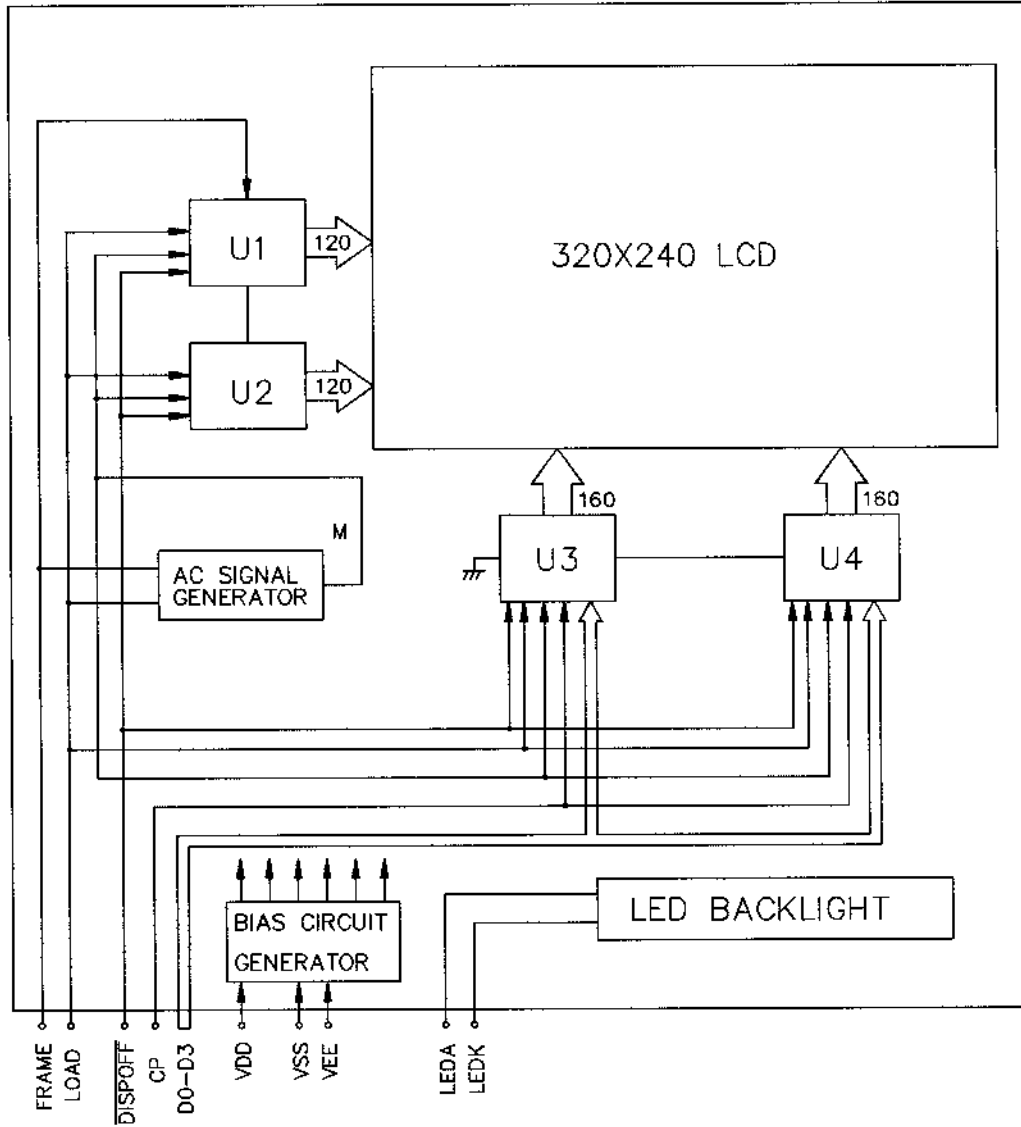 U1
120
320X240 LCD
U2
120
160
160
M
U3
U4
AC SIGNAL
GENERATOR
BIAS CIRCUIT
GENERATOR
LED BACKLIGHT
FRAME
LOAD
DISPOFF
CP
D0-D3
VDD
VSS
VEE
LEDA
LEDK